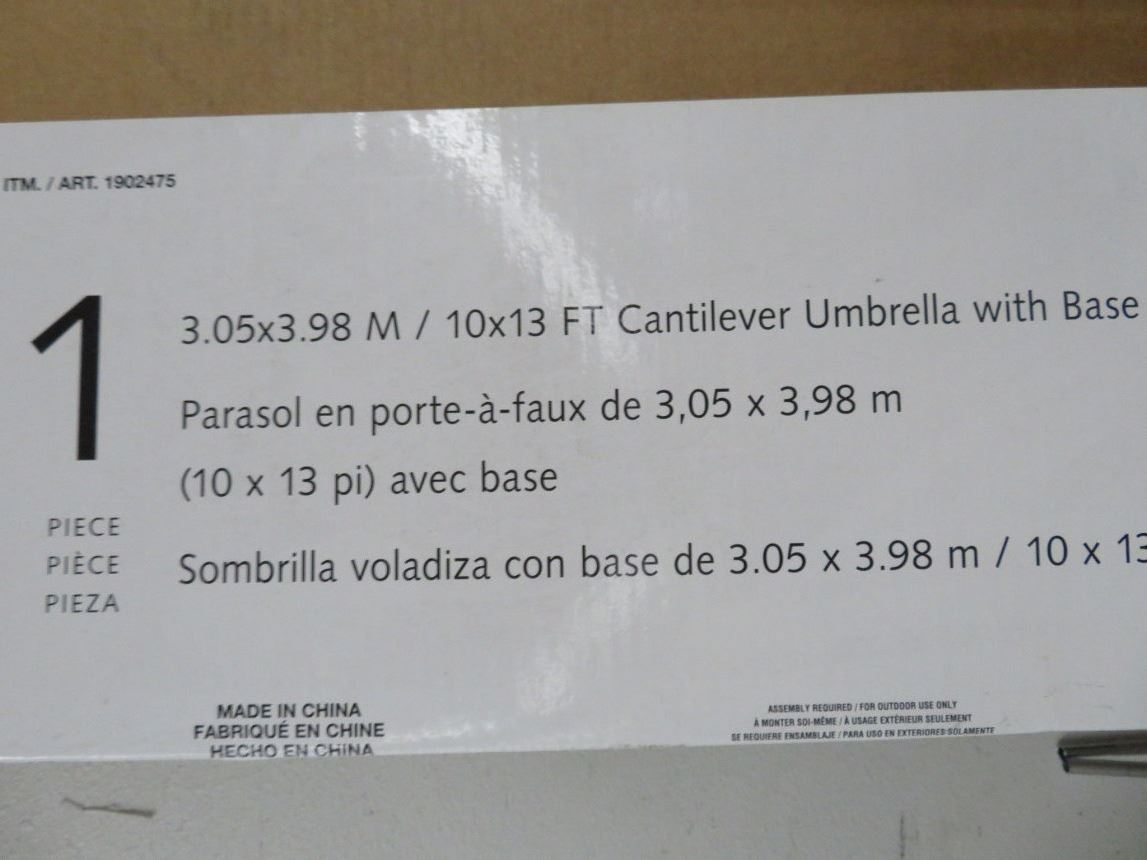 ITM. / ART. 1902475
1
3.05x3.98 M / 10x13 FT Cantilever Umbrella with Base
Parasol en porte-à-faux de 3,05 x 3,98 m
(10 x 13 pi) avec base
PIECE
PIÈCE
PIEZA
Sombrilla voladiza con base de 3.05 x 3.98 m / 10 x 13
MADE IN CHINA
FABRIQUÉ EN CHINE
HECHO EN CHINA
ASSEMBLY REQUIRED / FOR OUTDOOR USE ONLY
À MONTER SOI-MÊME / À USAGE EXTÉRIEUR SEULEMENT
SE REQUIERE ENSAMBLAJE / PARA USO EN EXTERIORES SOLAMENTE